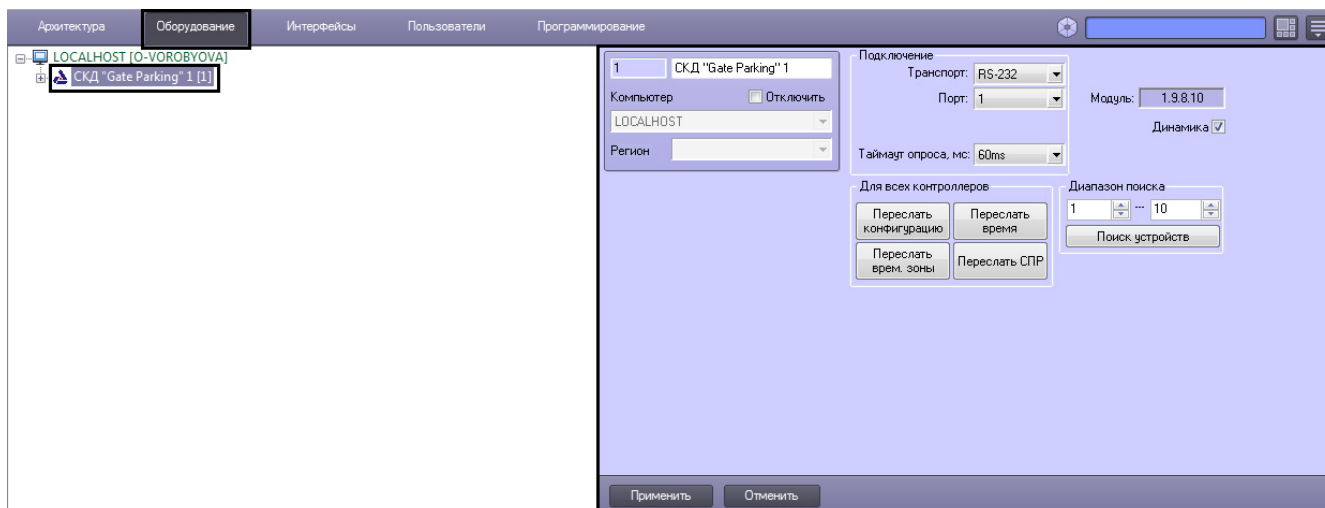 Архитектура Оборудование Интерфейсы Пользователи Программирование
LOCALHOST [O-VOROBYOVA]
СКД "Gate Parking" 1 [1]
1 СКД "Gate Parking" 1
Компьютер Отключить
LOCALHOST
Регион
Подключение
Транспорт: RS-232
Порт: 1
Таймаут опроса, мс: 60ms
Модуль: 1.9.8.10
Динамика
Для всех контроллеров
Переслать конфигурацию
Переслать время
Переслать врем. зоны
Переслать СПР
Диапазон поиска
1 ... 10
Поиск устройств
Применить Отменить